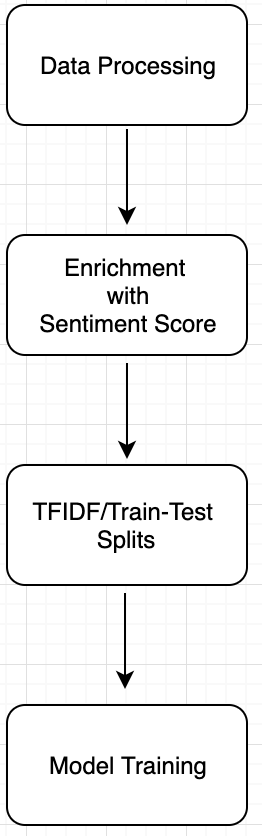 Data Processing
Enrichment
with
Sentiment Score
TFIDF/Train-Test
Splits
Model Training